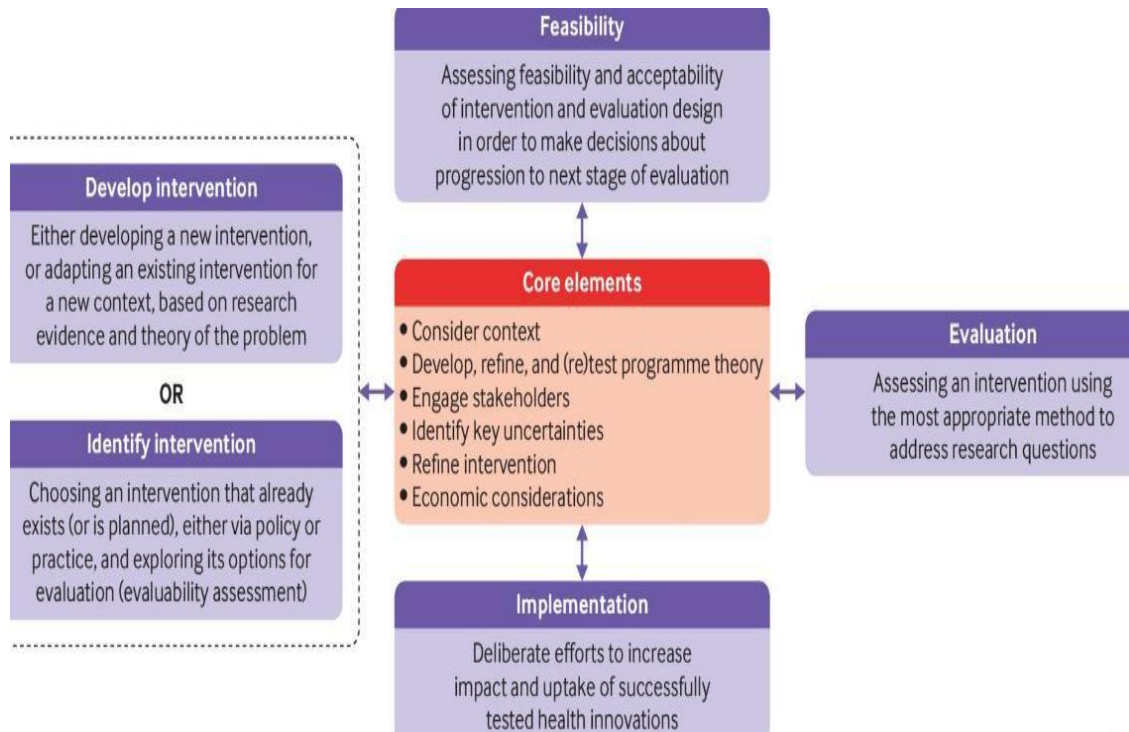 Feasibility
Assessing feasibility and acceptability
of intervention and evaluation design
in order to make decisions about
progression to next stage of evaluation
Develop intervention
Either developing a new intervention,
or adapting an existing intervention for
a new context, based on research
evidence and theory of the problem
OR
Identify intervention
Choosing an intervention that already
exists (or is planned), either via policy or
practice, and exploring its options for
evaluation (evaluability assessment)
Core elements
• Consider context
• Develop, refine, and (re)test programme theory
• Engage stakeholders
• Identify key uncertainties
• Refine intervention
• Economic considerations
Evaluation
Assessing an intervention using
the most appropriate method to
address research questions
Implementation
Deliberate efforts to increase
impact and uptake of successfully
tested health innovations